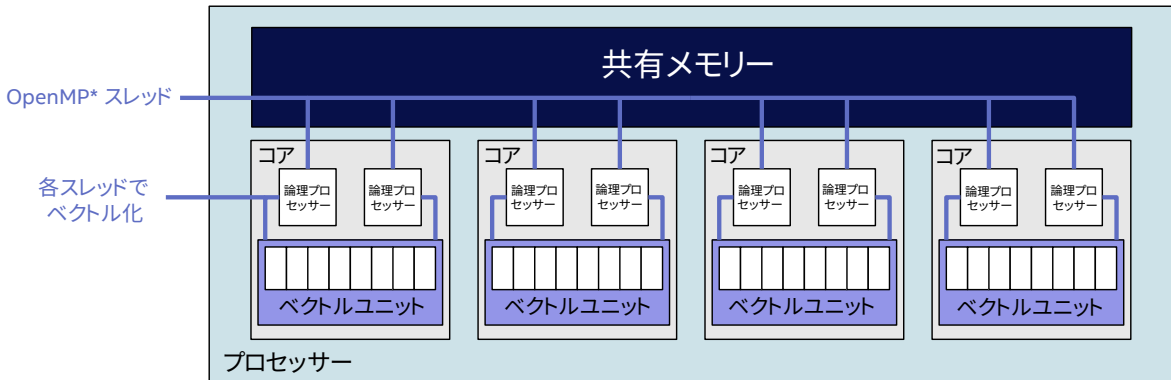 共有メモリー
OpenMP* スレッド
コア
コア
コア
コア
各スレッドで
ベクトル化
論理プロ
セッサー
論理プロ
セッサー
論理プロ
セッサー
論理プロ
セッサー
論理プロ
セッサー
論理プロ
セッサー
論理プロ
セッサー
論理プロ
セッサー
ベクトルユニット
ベクトルユニット
ベクトルユニット
ベクトルユニット
プロセッサー